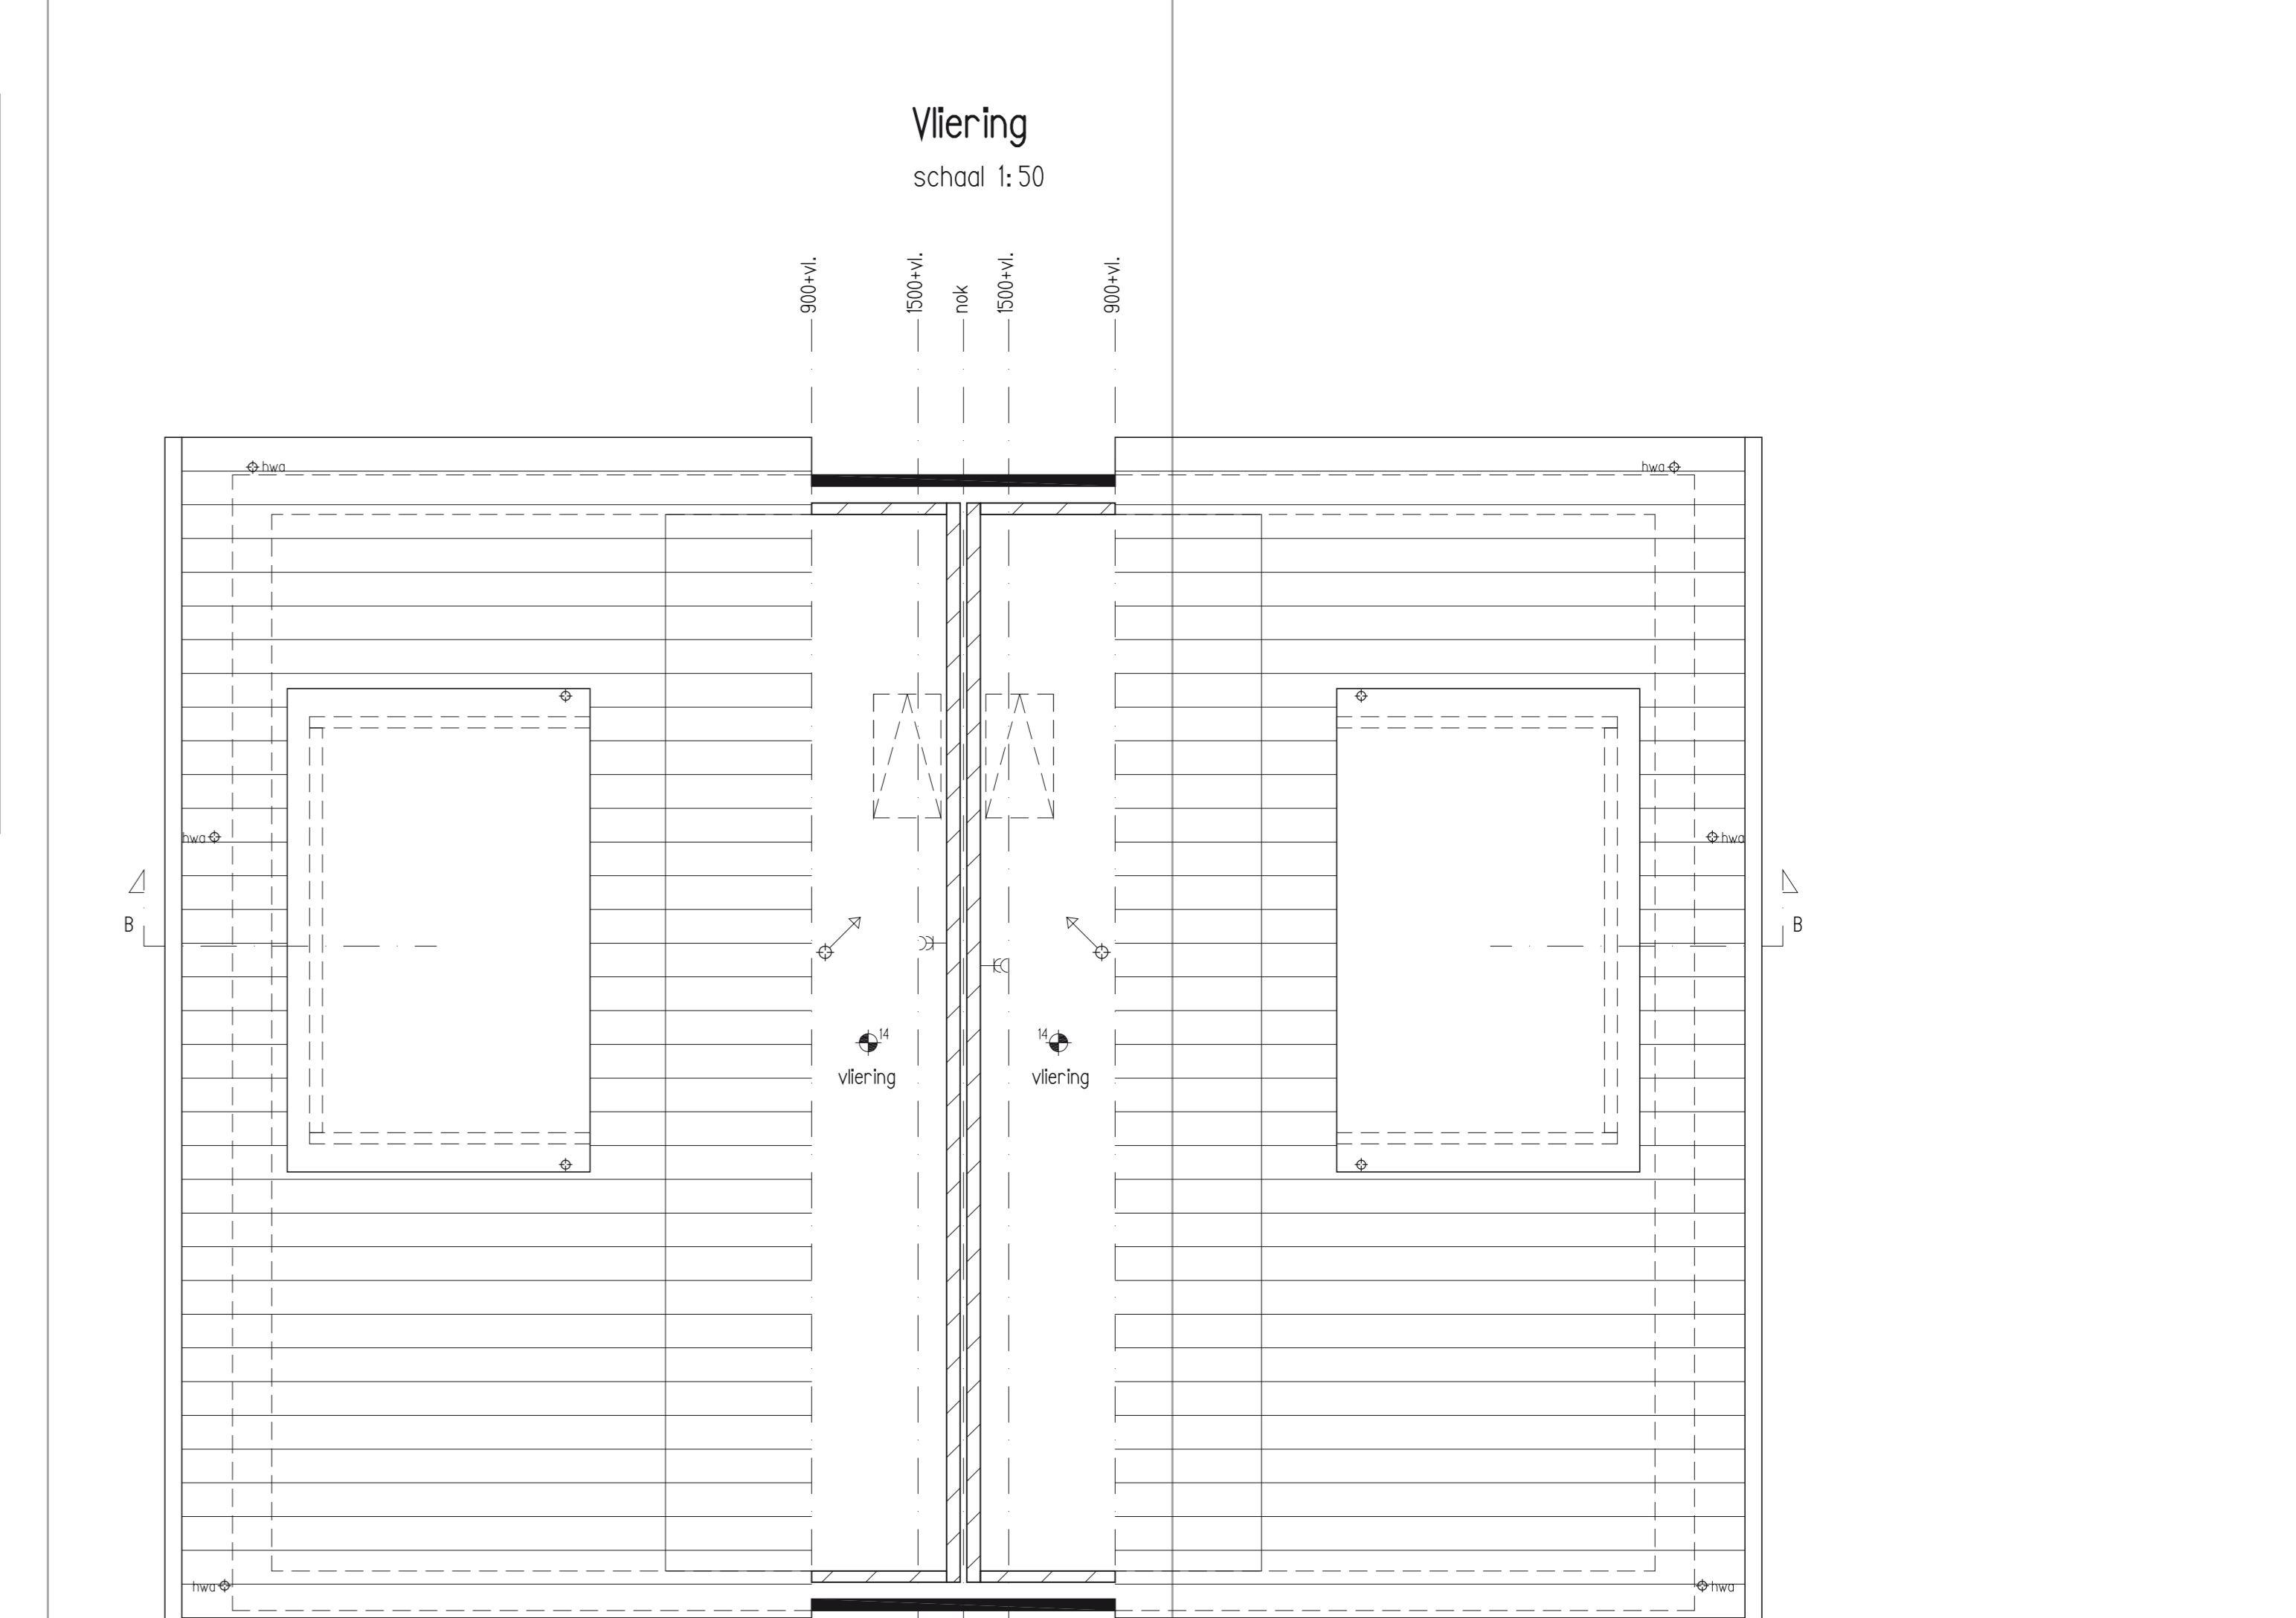 Vliering
schaal 1:50
900+vl.
1500+vl.
nok
1500+vl.
900+vl.
hwa
hwa
hwa
hwa
B
B
14
14
vliering
vliering
hwa
hwa